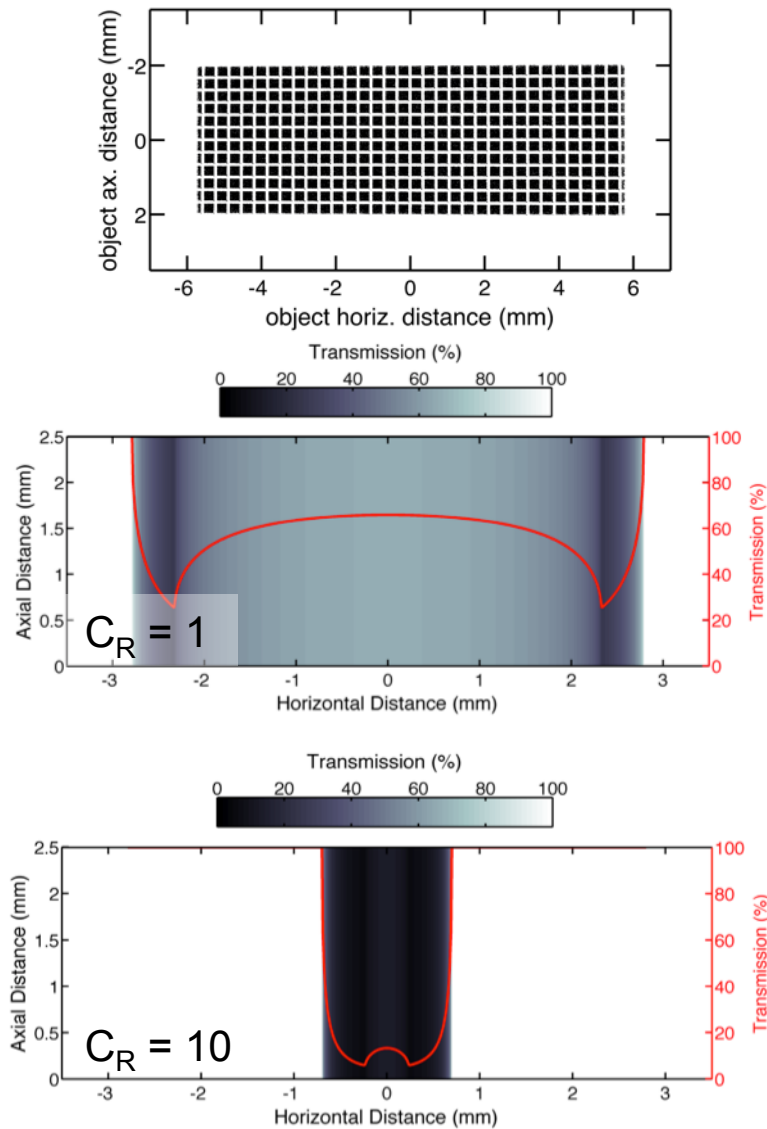 object ax. distance (mm)
-2
0
2
-6 -4 -2 0 2 4 6
object horiz. distance (mm)
Transmission (%)
0 20 40 60 80 100
Axial Distance (mm)
2.5
2
1.5
1
0.5
0
C_R = 1
-3 -2 -1 0 1 2 3
Horizontal Distance (mm)
100
80
60
40
20
0
Transmission (%)
Transmission (%)
0 20 40 60 80 100
Axial Distance (mm)
2.5
2
1.5
1
0.5
0
C_R = 10
-3 -2 -1 0 1 2 3
Horizontal Distance (mm)
100
80
60
40
20
0
Transmission (%)